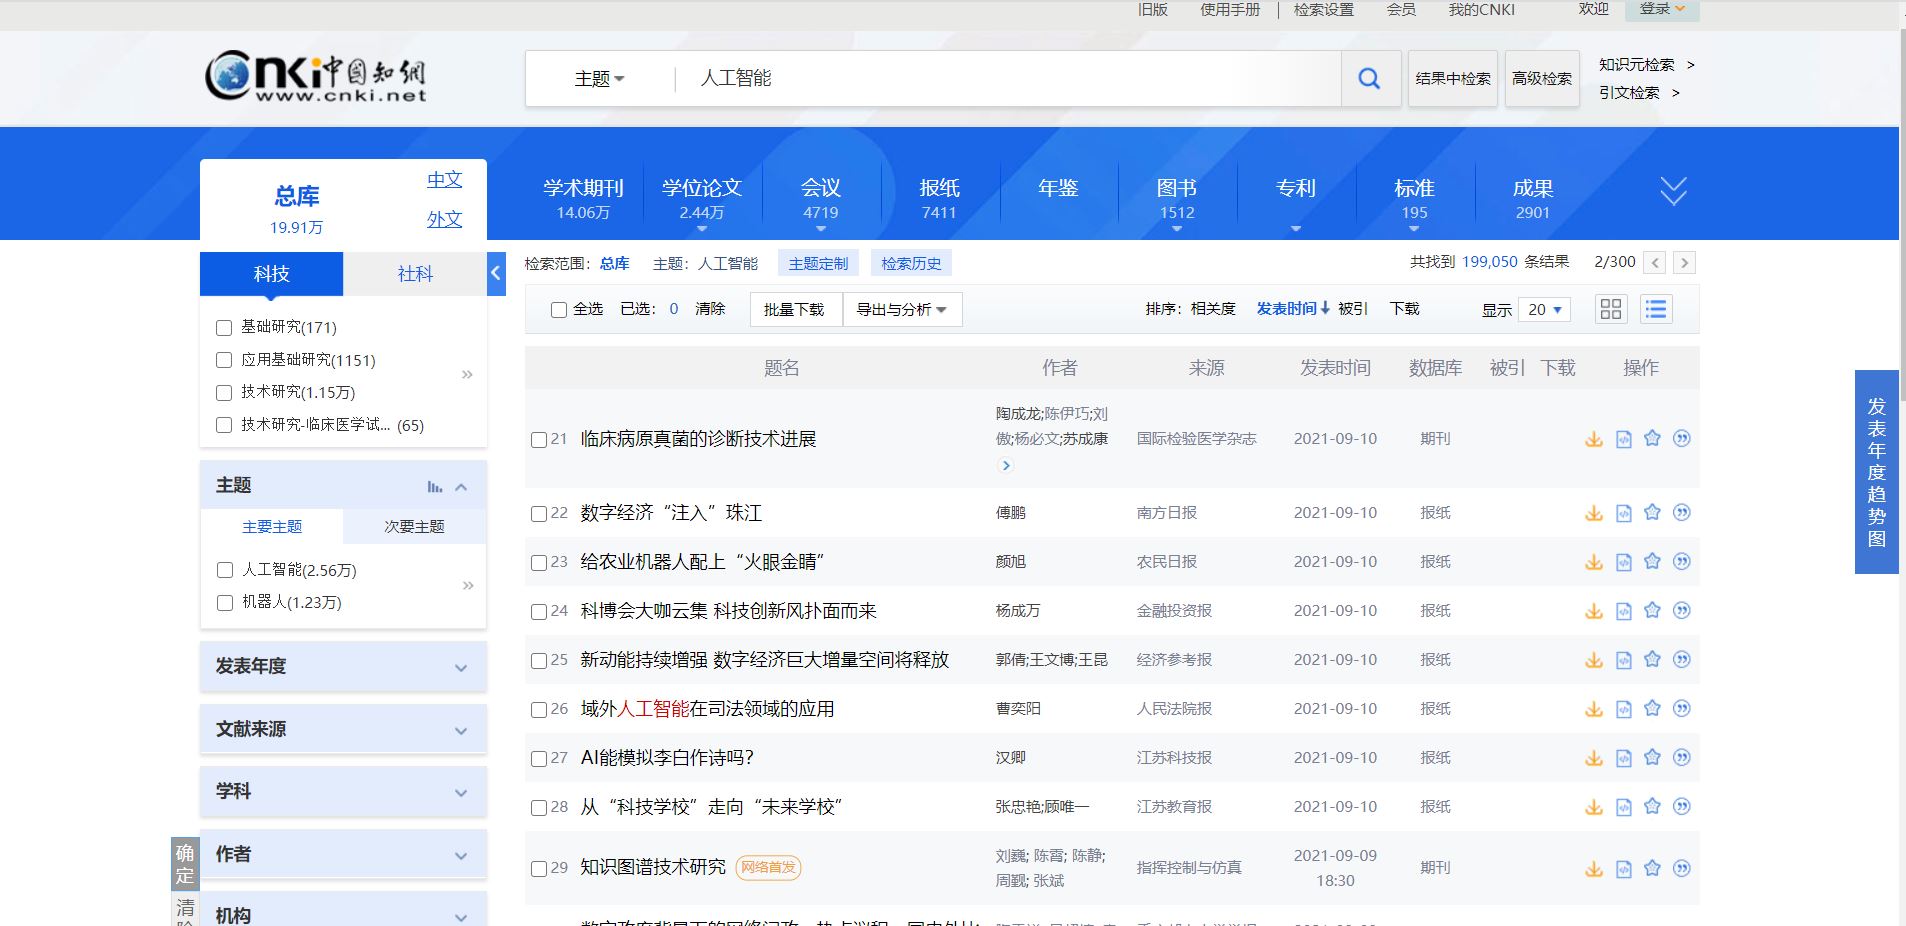 旧版 使用手册 检索设置 会员 我的CNKI 欢迎 登录
CNKI中国知网
www.cnki.net
主题 人工智能 结果中检索 高级检索
知识元检索 >
引文检索 >
总库
19.91万
中文
外文
学术期刊 学位论文 会议 报纸 年鉴 图书 专利 标准 成果
14.06万 2.44万 4719 7411 1512 195 2901
科技 社科
检索范围：总库 主题：人工智能 主题定制 检索历史
共找到 199,050 条结果 2/300 < >
全选 已选：0 清除 批量下载 导出与分析
排序：相关度 发表时间↓ 被引 下载 显示 20
基础研究(171)
应用基础研究(1151)
技术研究(1.15万)
技术研究-临床医学试... (65)
»
主题
主要主题 次要主题
人工智能(2.56万)
机器人(1.23万)
»
发表年度
文献来源
学科
作者
机构
确定
清
题名 作者 来源 发表时间 数据库 被引 下载 操作
21 临床病原真菌的诊断技术进展 陶成龙;陈伊巧;刘傲;杨必文;苏成康 国际检验医学杂志 2021-09-10 期刊
22 数字经济“注入”珠江 傅鹏 南方日报 2021-09-10 报纸
23 给农业机器人配上“火眼金睛” 颜旭 农民日报 2021-09-10 报纸
24 科博会大咖云集 科技创新风扑面而来 杨成万 金融投资报 2021-09-10 报纸
25 新动能持续增强 数字经济巨大增量空间将释放 郭倩;王文博;王昆 经济参考报 2021-09-10 报纸
26 域外人工智能在司法领域的应用 曹奕阳 人民法院报 2021-09-10 报纸
27 AI能模拟李白作诗吗？ 汉卿 江苏科技报 2021-09-10 报纸
28 从“科技学校”走向“未来学校” 张忠艳;顾唯一 江苏教育报 2021-09-10 报纸
29 知识图谱技术研究 网络首发 刘巍; 陈霄; 陈静; 周觐; 张斌 指挥控制与仿真 2021-09-09 18:30 期刊
发表年度趋势图